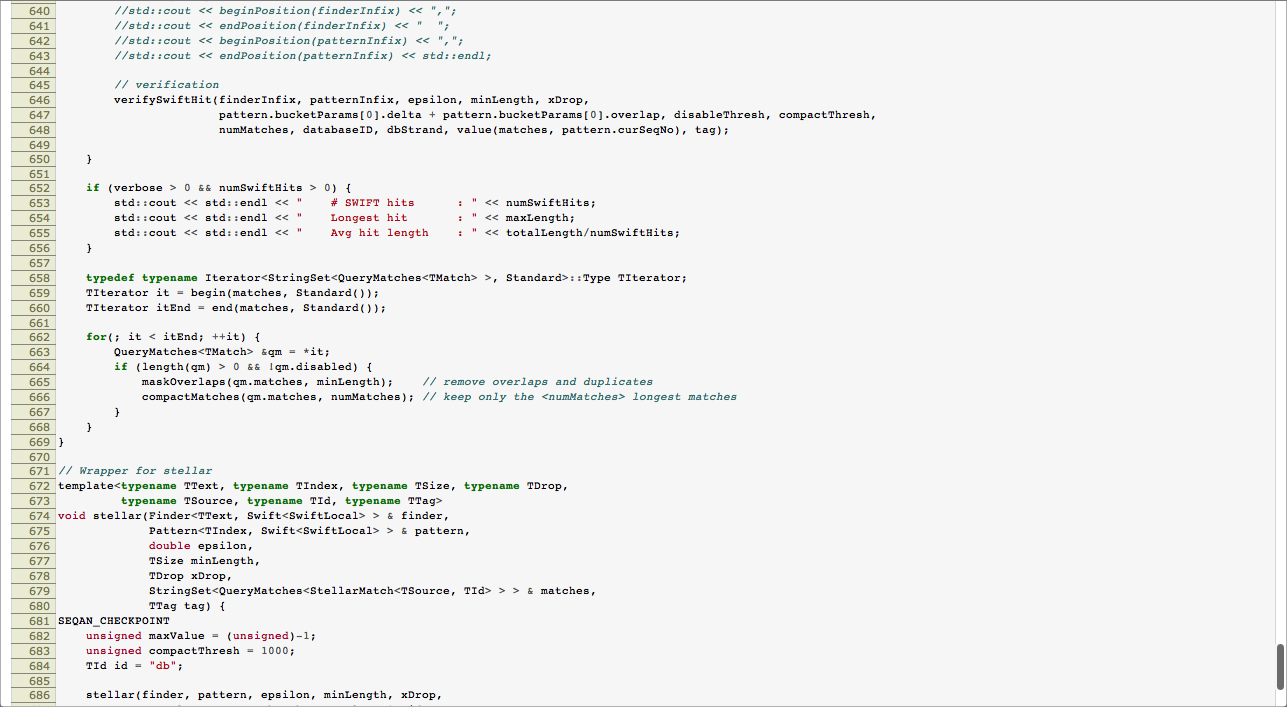 640 //std::cout << beginPosition(finderInfix) << ",";
641 //std::cout << endPosition(finderInfix) << "  ";
642 //std::cout << beginPosition(patternInfix) << ",";
643 //std::cout << endPosition(patternInfix) << std::endl;
644
645 // verification
646 verifySwiftHit(finderInfix, patternInfix, epsilon, minLength, xDrop,
647 pattern.bucketParams[0].delta + pattern.bucketParams[0].overlap, disableThresh, compactThresh,
648 numMatches, databaseID, dbStrand, value(matches, pattern.curSeqNo), tag);
649
650 }
651
652 if (verbose > 0 && numSwiftHits > 0) {
653 std::cout << std::endl << "    # SWIFT hits      : " << numSwiftHits;
654 std::cout << std::endl << "    Longest hit       : " << maxLength;
655 std::cout << std::endl << "    Avg hit length    : " << totalLength/numSwiftHits;
656 }
657
658 typedef typename Iterator<StringSet<QueryMatches<TMatch> >, Standard>::Type TIterator;
659 TIterator it = begin(matches, Standard());
660 TIterator itEnd = end(matches, Standard());
661
662 for(; it < itEnd; ++it) {
663 QueryMatches<TMatch> &qm = *it;
664 if (length(qm) > 0 && !qm.disabled) {
665 maskOverlaps(qm.matches, minLength);    // remove overlaps and duplicates
666 compactMatches(qm.matches, numMatches); // keep only the <numMatches> longest matches
667 }
668 }
669 }
670
671 // Wrapper for stellar
672 template<typename TText, typename TIndex, typename TSize, typename TDrop,
673 typename TSource, typename TId, typename TTag>
674 void stellar(Finder<TText, Swift<SwiftLocal> > & finder,
675 Pattern<TIndex, Swift<SwiftLocal> > & pattern,
676 double epsilon,
677 TSize minLength,
678 TDrop xDrop,
679 StringSet<QueryMatches<StellarMatch<TSource, TId> > > & matches,
680 TTag tag) {
681 SEQAN_CHECKPOINT
682 unsigned maxValue = (unsigned)-1;
683 unsigned compactThresh = 1000;
684 TId id = "db";
685
686 stellar(finder, pattern, epsilon, minLength, xDrop,